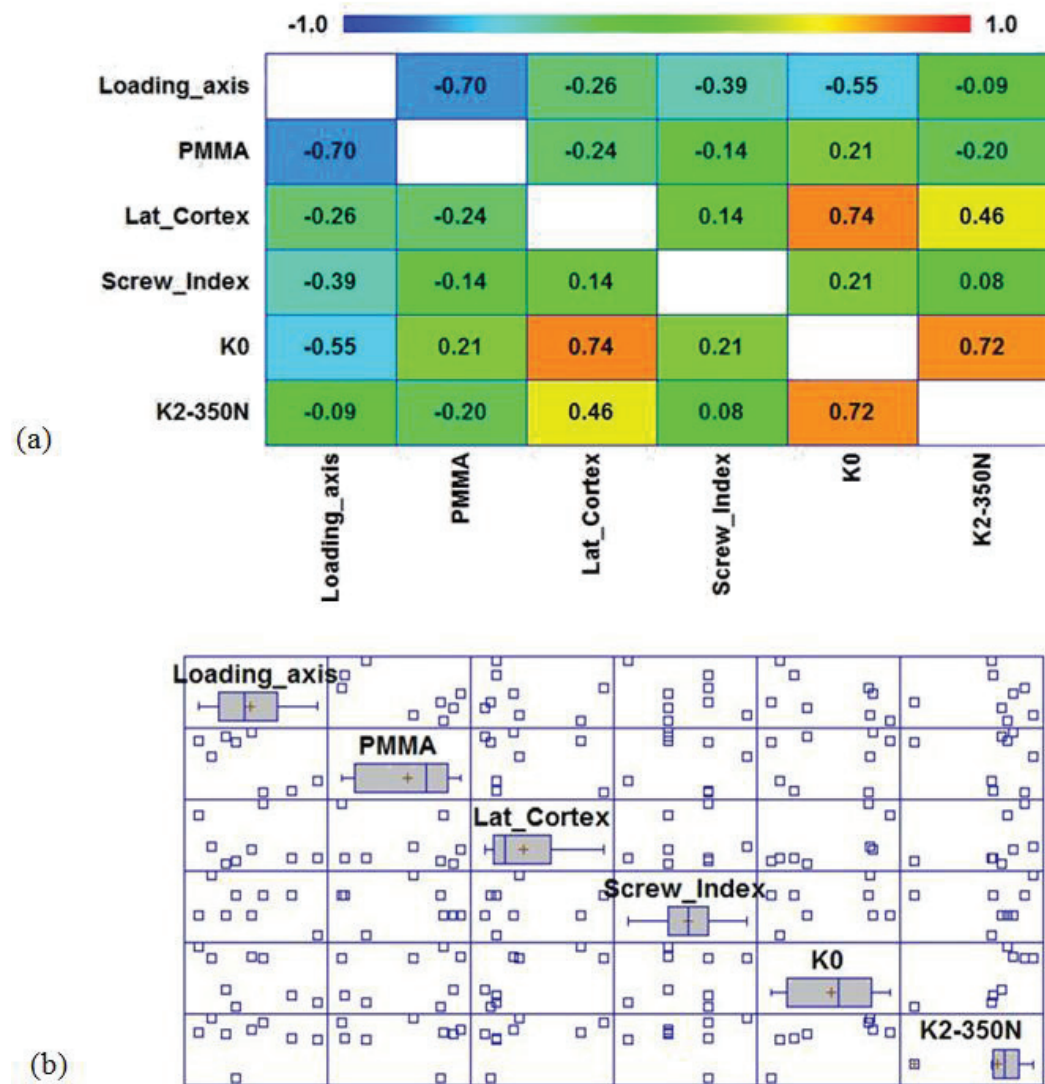 -1.0 1.0
Loading_axis -0.70 -0.26 -0.39 -0.55 -0.09
PMMA -0.70 -0.24 -0.14 0.21 -0.20
Lat_Cortex -0.26 -0.24 0.14 0.74 0.46
Screw_Index -0.39 -0.14 0.14 0.21 0.08
K0 -0.55 0.21 0.74 0.21 0.72
K2-350N -0.09 -0.20 0.46 0.08 0.72
(a)
Loading_axis PMMA Lat_Cortex Screw_Index K0 K2-350N
Loading_axis
PMMA
Lat_Cortex
Screw_Index
K0
K2-350N
(b)